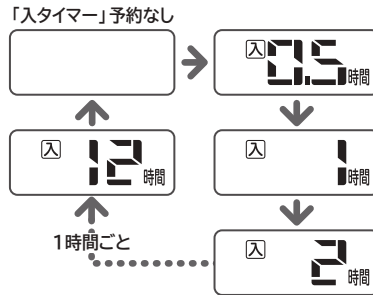 「入タイマー」予約なし
入 0.5 時間
入 12 時間
入 1 時間
1時間ごと
入 2 時間